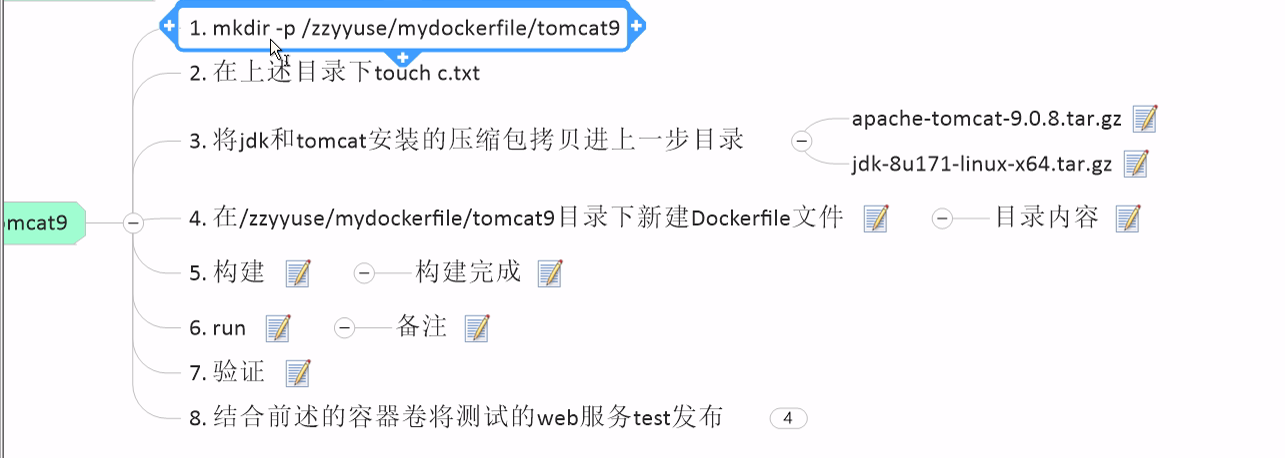 1. mkdir -p /zzyyuse/mydockerfile/tomcat9
2. 在上述目录下touch c.txt
3. 将jdk和tomcat安装的压缩包拷贝进上一步目录
apache-tomcat-9.0.8.tar.gz
jdk-8u171-linux-x64.tar.gz
omcat9
4. 在/zzyyuse/mydockerfile/tomcat9目录下新建Dockerfile文件
目录内容
5. 构建
构建完成
6. run
备注
7. 验证
8. 结合前述的容器卷将测试的web服务test发布
4